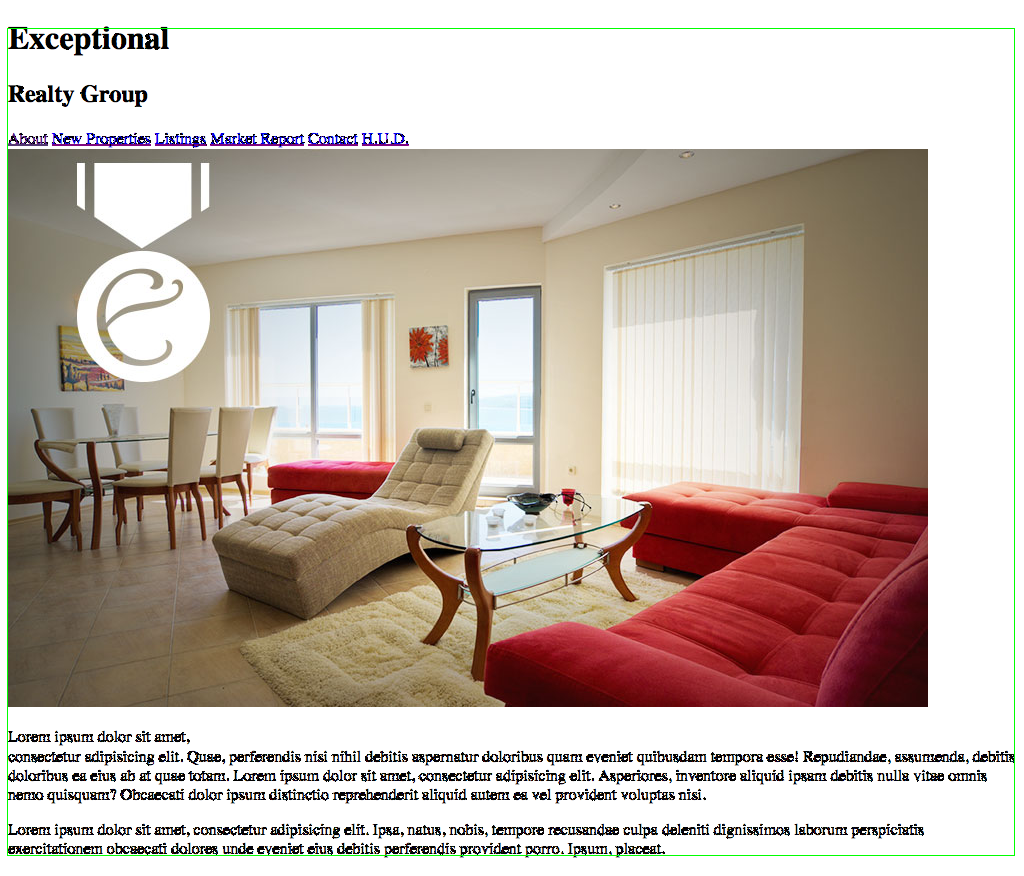 Exceptional
Realty Group
About New Properties Listings Market Report Contact H.U.D.
Lorem ipsum dolor sit amet,
consectetur adipisicing elit. Quae, perferendis nisi nihil debitis aspernatur doloribus quam eveniet quibusdam tempora esse! Repudiandae, assumenda, debitis
doloribus ea eius ab at quae totam. Lorem ipsum dolor sit amet, consectetur adipisicing elit. Asperiores, inventore aliquid ipsam debitis nulla vitae omnis
nemo quisquam? Obcaecati dolor ipsum distinctio reprehenderit aliquid autem ea vel provident voluptas nisi.
Lorem ipsum dolor sit amet, consectetur adipisicing elit. Ipsa, natus, nobis, tempore recusandae culpa deleniti dignissimos laborum perspiciatis
exercitationem obcaecati dolores unde eveniet eius debitis perferendis provident porro. Ipsum, placeat.